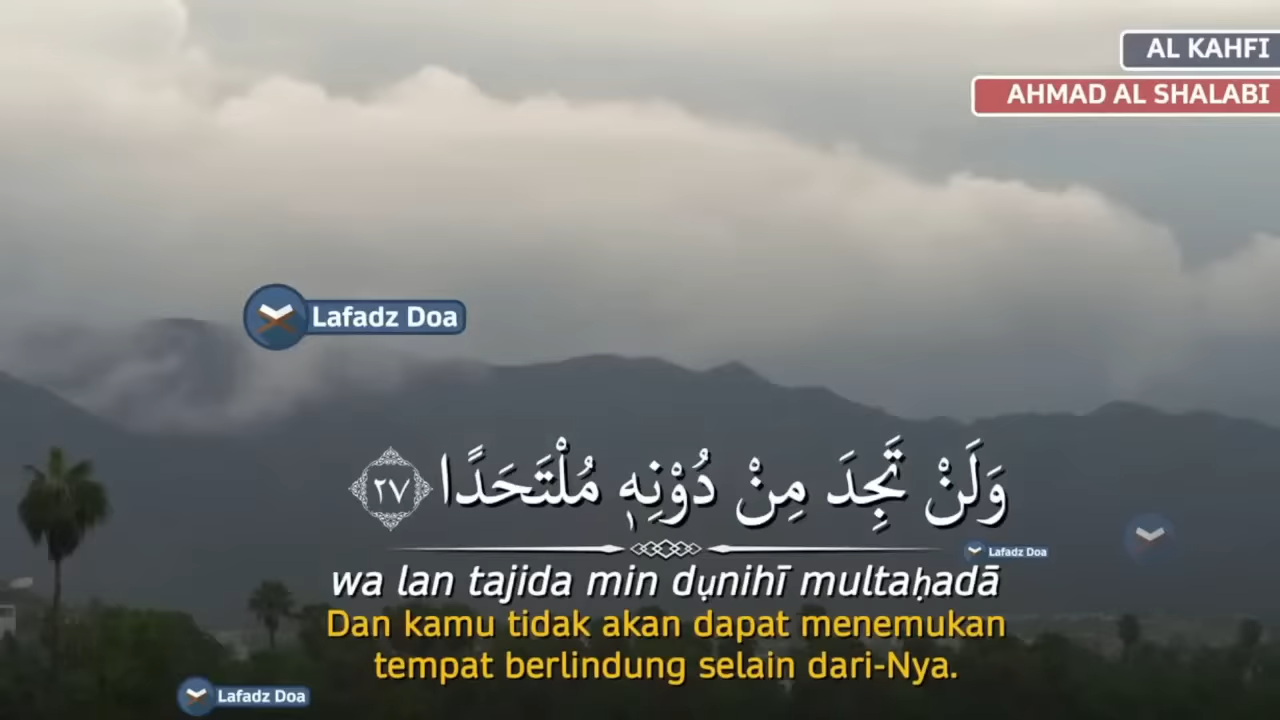 AL KAHFI
AHMAD AL SHALABI
Lafadz Doa
وَلَنْ تَجِدَ مِنْ دُوْنِهٖ مُلْتَحَدًا ٢٧
Lafadz Doa
wa lan tajida min dụnihī multaḥadā
Dan kamu tidak akan dapat menemukan
tempat berlindung selain dari-Nya.
Lafadz Doa